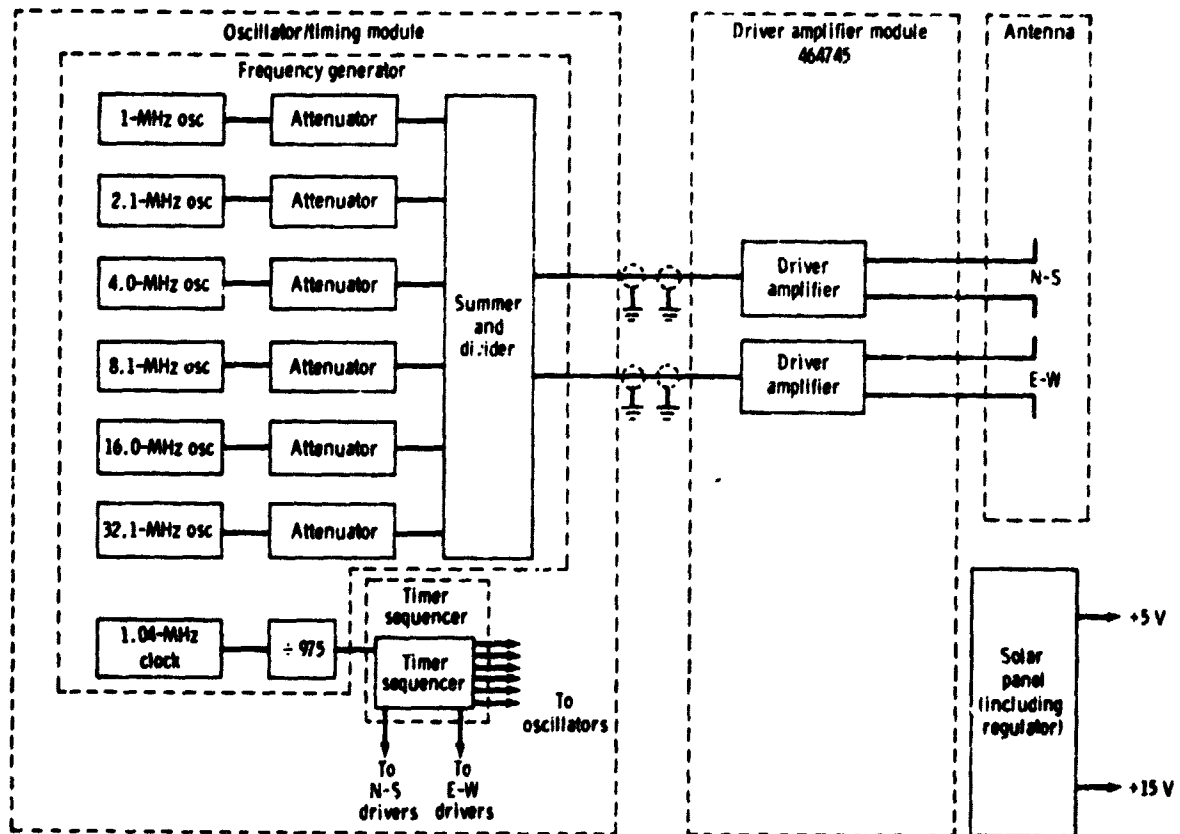 Oscillator/timing module
Frequency generator
1-MHz osc
Attenuator
2.1-MHz osc
Attenuator
4.0-MHz osc
Attenuator
8.1-MHz osc
Attenuator
16.0-MHz osc
Attenuator
32.1-MHz osc
Attenuator
Summer
and
divider
1.04-MHz
clock
÷ 975
Timer
sequencer
Timer
sequencer
To
oscillators
To
N-S
drivers
To
E-W
drivers
Driver amplifier module
464745
Driver
amplifier
Driver
amplifier
Antenna
N-S
E-W
Solar
panel
(including
regulator)
+5 V
+15 V